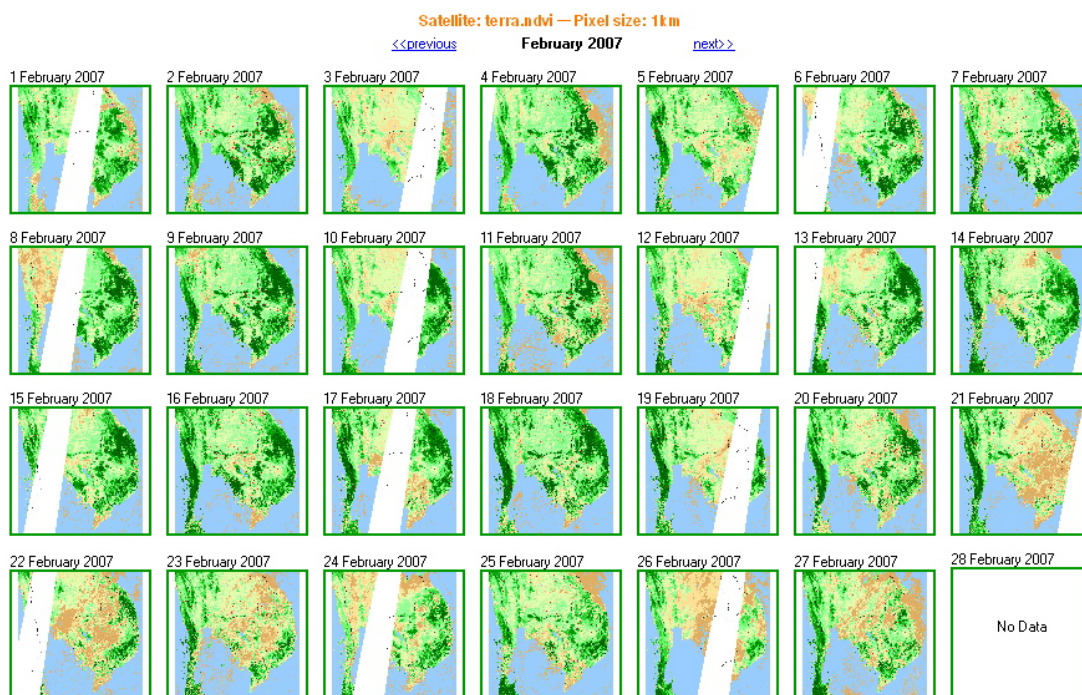 Satellite: terra.ndvi — Pixel size: 1km
<<previous February 2007 next>>
1 February 2007 2 February 2007 3 February 2007 4 February 2007 5 February 2007 6 February 2007 7 February 2007
8 February 2007 9 February 2007 10 February 2007 11 February 2007 12 February 2007 13 February 2007 14 February 2007
15 February 2007 16 February 2007 17 February 2007 18 February 2007 19 February 2007 20 February 2007 21 February 2007
22 February 2007 23 February 2007 24 February 2007 25 February 2007 26 February 2007 27 February 2007 28 February 2007
No Data